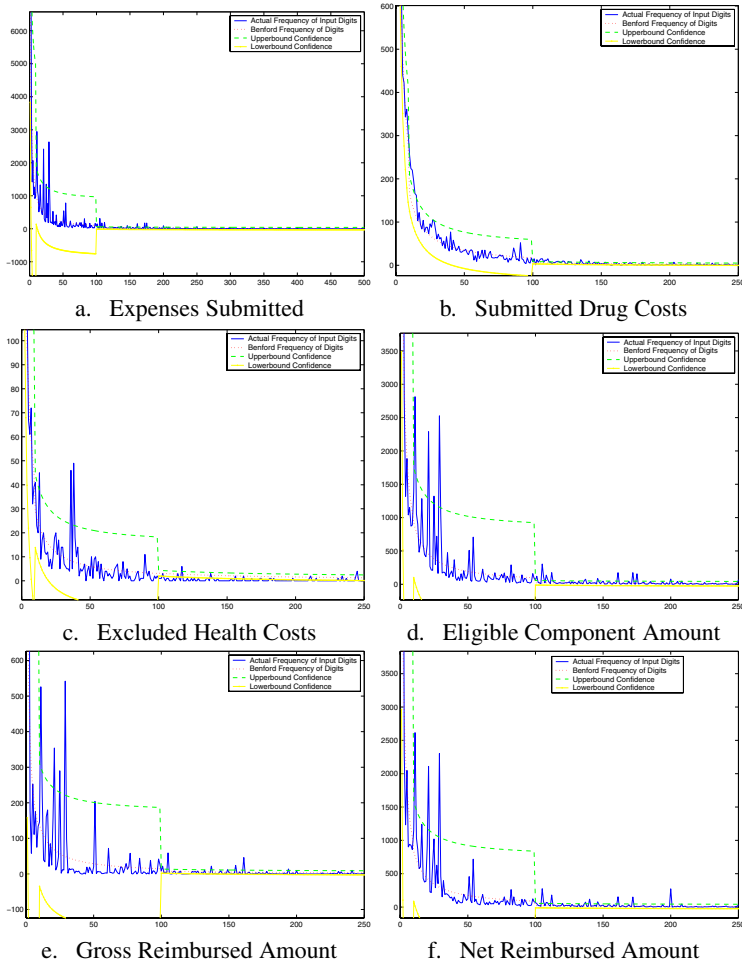 6000
5000
4000
3000
2000
1000
0
−1000
0 50 100 150 200 250 300 350 400 450 500
Actual Frequency of Input Digits
Benford Frequency of Digits
Upperbound Confidence
Lowerbound Confidence
a. Expenses Submitted
600
500
400
300
200
100
0
0 50 100 150 200 250
Actual Frequency of Input Digits
Benford Frequency of Digits
Upperbound Confidence
Lowerbound Confidence
b. Submitted Drug Costs
100
90
80
70
60
50
40
30
20
10
0
0 50 100 150 200 250
Actual Frequency of Input Digits
Benford Frequency of Digits
Upperbound Confidence
Lowerbound Confidence
c. Excluded Health Costs
3500
3000
2500
2000
1500
1000
500
0
0 50 100 150 200 250
Actual Frequency of Input Digits
Benford Frequency of Digits
Upperbound Confidence
Lowerbound Confidence
d. Eligible Component Amount
600
500
400
300
200
100
0
−100
0 50 100 150 200 250
Actual Frequency of Input Digits
Benford Frequency of Digits
Upperbound Confidence
Lowerbound Confidence
e. Gross Reimbursed Amount
3500
3000
2500
2000
1500
1000
500
0
0 50 100 150 200 250
Actual Frequency of Input Digits
Benford Frequency of Digits
Upperbound Confidence
Lowerbound Confidence
f. Net Reimbursed Amount